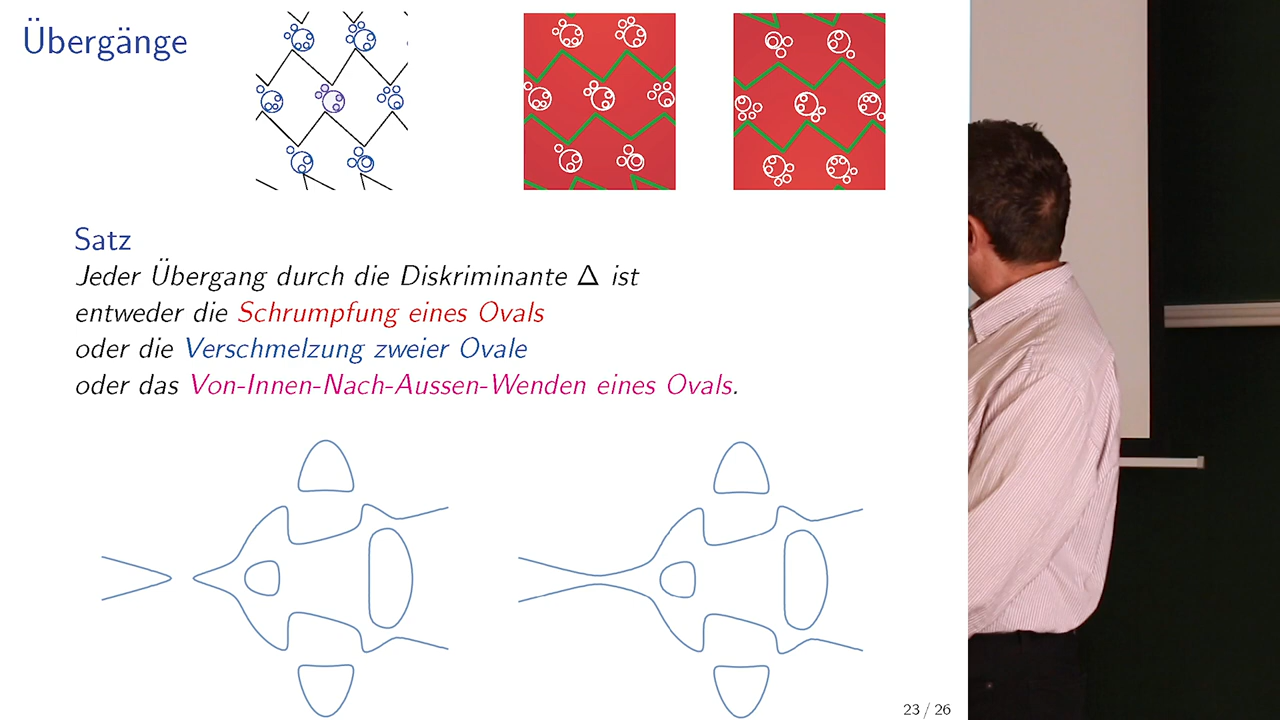 Übergänge
Satz
Jeder Übergang durch die Diskriminante Δ ist
entweder die Schrumpfung eines Ovals
oder die Verschmelzung zweier Ovale
oder das Von-Innen-Nach-Aussen-Wenden eines Ovals.
23 / 26